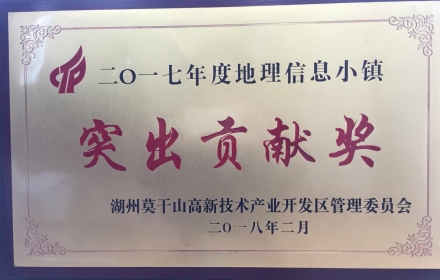 二〇一七年度地理信息小镇
突出贡献奖
湖州莫干山高新技术产业开发区管理委员会
二〇一八年二月